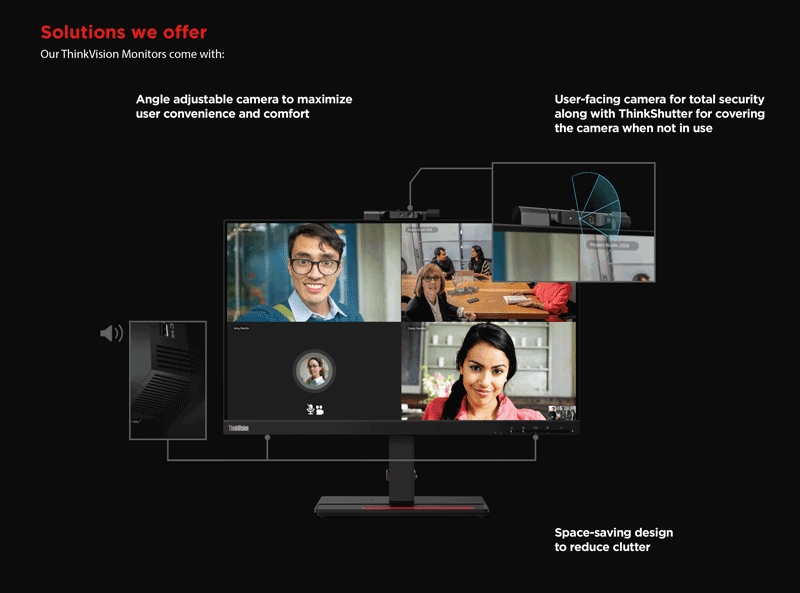 Solutions we offer
Our ThinkVision Monitors come with:
Angle adjustable camera to maximize
user convenience and comfort
User-facing camera for total security
along with ThinkShutter for covering
the camera when not in use
ThinkVision
Space-saving design
to reduce clutter